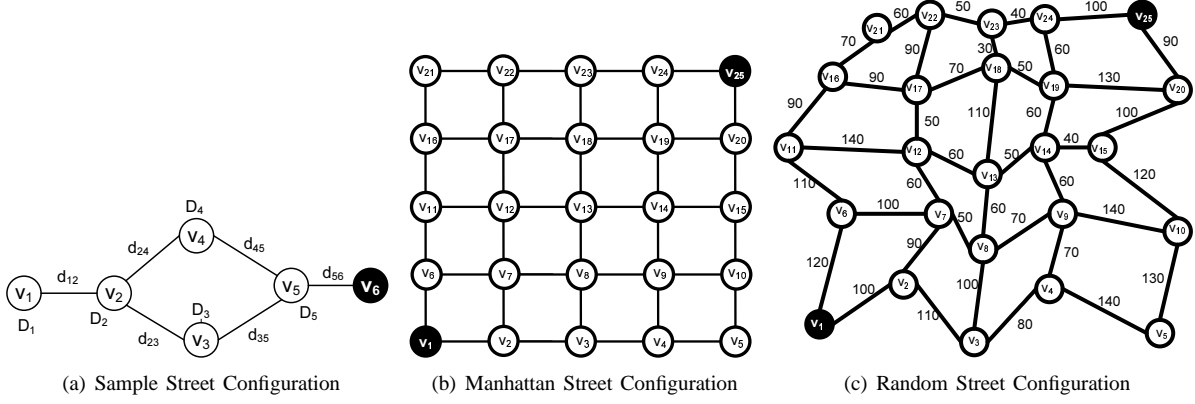 D₄
V₄
d₂₄
d₄₅
d₁₂
d₅₆
V₁
V₂
V₅
V₆
D₁
D₂
D₃
D₅
V₃
d₂₃
d₃₅
(a) Sample Street Configuration
V₂₁ V₂₂ V₂₃ V₂₄ V₂₅
V₁₆ V₁₇ V₁₈ V₁₉ V₂₀
V₁₁ V₁₂ V₁₃ V₁₄ V₁₅
V₆ V₇ V₈ V₉ V₁₀
V₁ V₂ V₃ V₄ V₅
(b) Manhattan Street Configuration
60 50 40 100
V₂₁ V₂₂ V₂₃ V₂₄ V₂₅
70 90 30 60 90
V₁₆ 90 V₁₇ 70 V₁₈ 50 V₁₉ 130 V₂₀
90 50 110 60 100
V₁₁ 140 V₁₂ 60 V₁₃ 50 V₁₄ 40 V₁₅
110 60 60 60 120
V₆ 100 V₇ 50 V₈ 70 V₉ 140 V₁₀
120 90 100 70 130
V₁ 100 V₂ 110 V₃ 80 V₄ 140 V₅
(c) Random Street Configuration